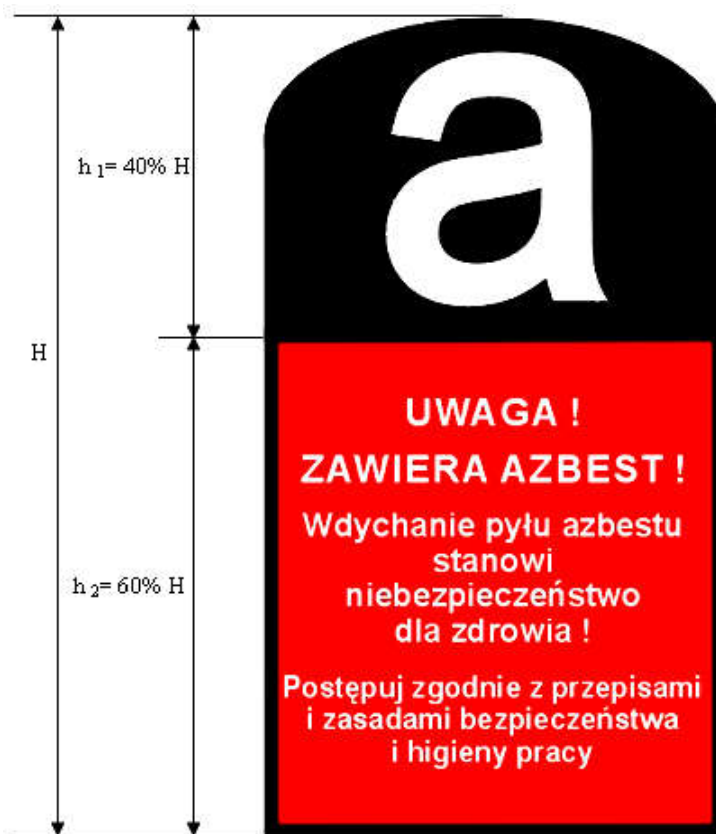 a
h 1= 40% H
H
UWAGA !
ZAWIERA AZBEST !
Wdychanie pyłu azbestu
stanowi
niebezpieczeństwo
dla zdrowia !
h 2= 60% H
Postępuj zgodnie z przepisami
i zasadami bezpieczeństwa
i higieny pracy